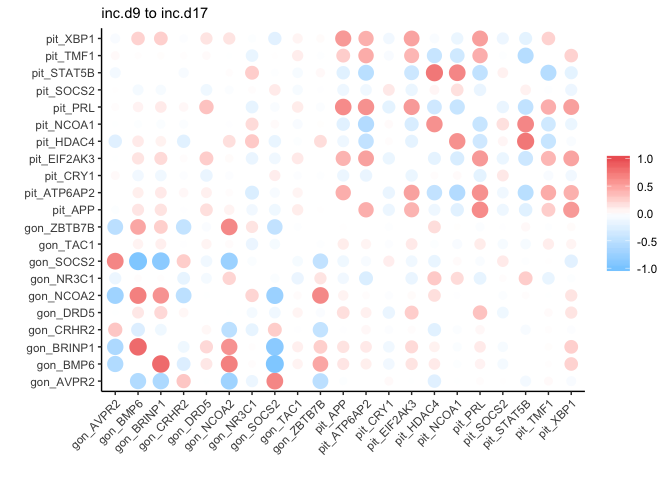 inc.d9 to inc.d17
pit_XBP1
pit_TMF1
pit_STAT5B
pit_SOCS2
pit_PRL
pit_NCOA1
pit_HDAC4
pit_EIF2AK3
pit_CRY1
pit_ATP6AP2
pit_APP
gon_ZBTB7B
gon_TAC1
gon_SOCS2
gon_NR3C1
gon_NCOA2
gon_DRD5
gon_CRHR2
gon_BRINP1
gon_BMP6
gon_AVPR2
1.0
0.5
0.0
-0.5
-1.0
gon_AVPR2
gon_BMP6
gon_BRINP1
gon_CRHR2
gon_DRD5
gon_NCOA2
gon_NR3C1
gon_SOCS2
gon_TAC1
gon_ZBTB7B
pit_APP
pit_ATP6AP2
pit_CRY1
pit_EIF2AK3
pit_HDAC4
pit_NCOA1
pit_PRL
pit_SOCS2
pit_STAT5B
pit_TMF1
pit_XBP1